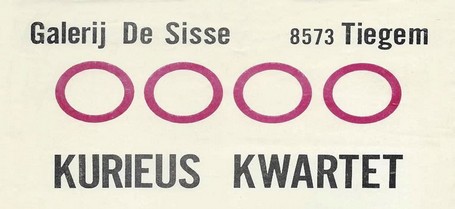 Galerij De Sisse 8573 Tiegem
KURIEUS KWARTET